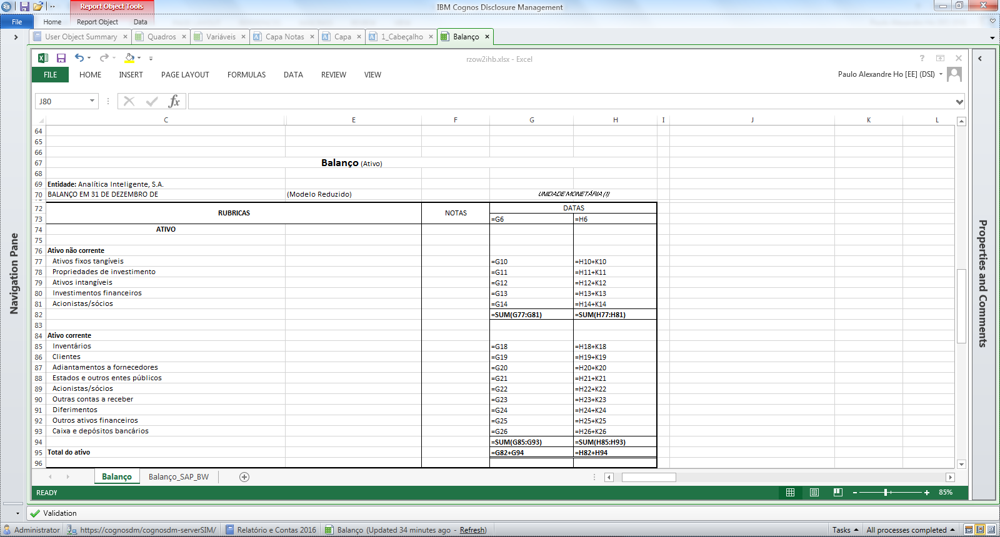 Report Object Tools
IBM Cognos Disclosure Management
File Home Report Object Data
User Object Summary Quadros Variáveis Capa Notas Capa 1_Cabeçalho Balanço
rzow2ihb.xlsx - Excel
FILE HOME INSERT PAGE LAYOUT FORMULAS DATA REVIEW VIEW
Paulo Alexandre Ho [EE] (DSI)
J80 fx
C E F G H I J K L
64
65
66
67 Balanço (Ativo)
68
69 Entidade: Analítica Inteligente, S.A.
70 BALANÇO EM 31 DE DEZEMBRO DE (Modelo Reduzido) UNIDADE MONETÁRIA (1)
72 RUBRICAS NOTAS DATAS
73 =G6 =H6
74 ATIVO
75
76 Ativo não corrente
77 Ativos fixos tangíveis =G10 =H10+K10
78 Propriedades de investimento =G11 =H11+K11
79 Ativos intangíveis =G12 =H12+K12
80 Investimentos financeiros =G13 =H13+K13
81 Acionistas/sócios =G14 =H14+K14
82 =SUM(G77:G81) =SUM(H77:H81)
83
84 Ativo corrente
85 Inventários =G18 =H18+K18
86 Clientes =G19 =H19+K19
87 Adiantamentos a fornecedores =G20 =H20+K20
88 Estados e outros entes públicos =G21 =H21+K21
89 Acionistas/sócios =G22 =H22+K22
90 Outras contas a receber =G23 =H23+K23
91 Diferimentos =G24 =H24+K24
92 Outros ativos financeiros =G25 =H25+K25
93 Caixa e depósitos bancários =G26 =H26+K26
94 =SUM(G85:G93) =SUM(H85:H93)
95 Total do ativo =G82+G94 =H82+H94
96
Navigation Pane
Properties and Comments
Balanço Balanço_SAP_BW
READY 85%
Validation
Administrator https://cognosdm/cognosdm-serverSIM/ Relatório e Contas 2016 Balanço (Updated 34 minutes ago - Refresh) Tasks All processes completed